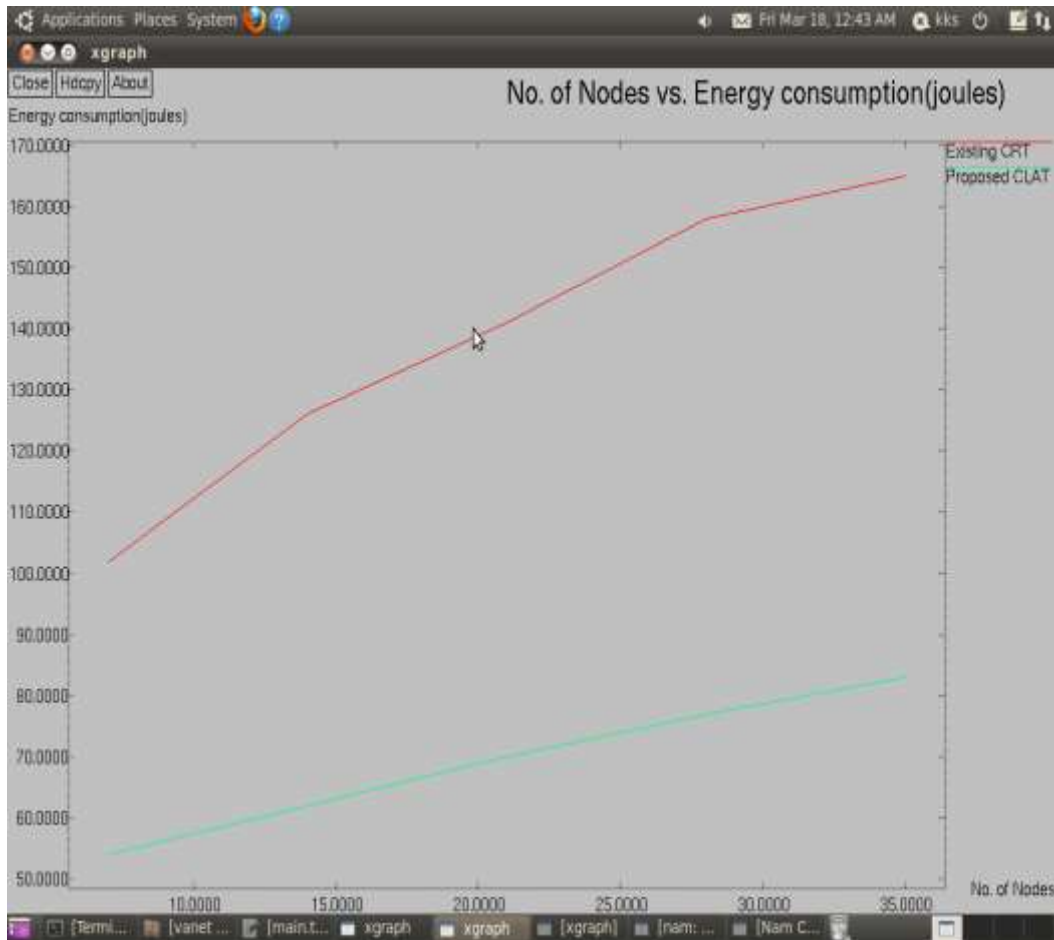 Applications Places System
Fri Mar 18, 12:43 AM kks
xgraph
Close Hdcpy About
No. of Nodes vs. Energy consumption(joules)
Energy consumption(joules)
170.0000
Existing CRT
Proposed CLAT
160.0000
150.0000
140.0000
130.0000
120.0000
110.0000
100.0000
90.0000
80.0000
70.0000
60.0000
50.0000
No. of Nodes
10.0000 15.0000 20.0000 25.0000 30.0000 35.0000
[Termi... [vanet ... [main.t... xgraph xgraph [xgraph] [nam: ... [Nam C...